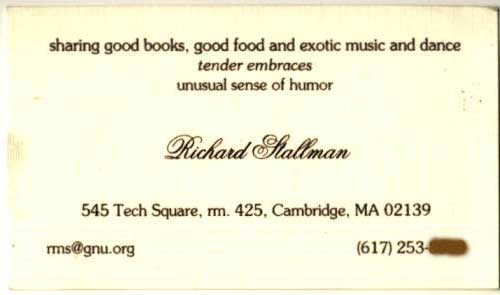 sharing good books, good food and exotic music and dance
tender embraces
unusual sense of humor
Richard Stallman
545 Tech Square, rm. 425, Cambridge, MA 02139
rms@gnu.org
(617) 253-